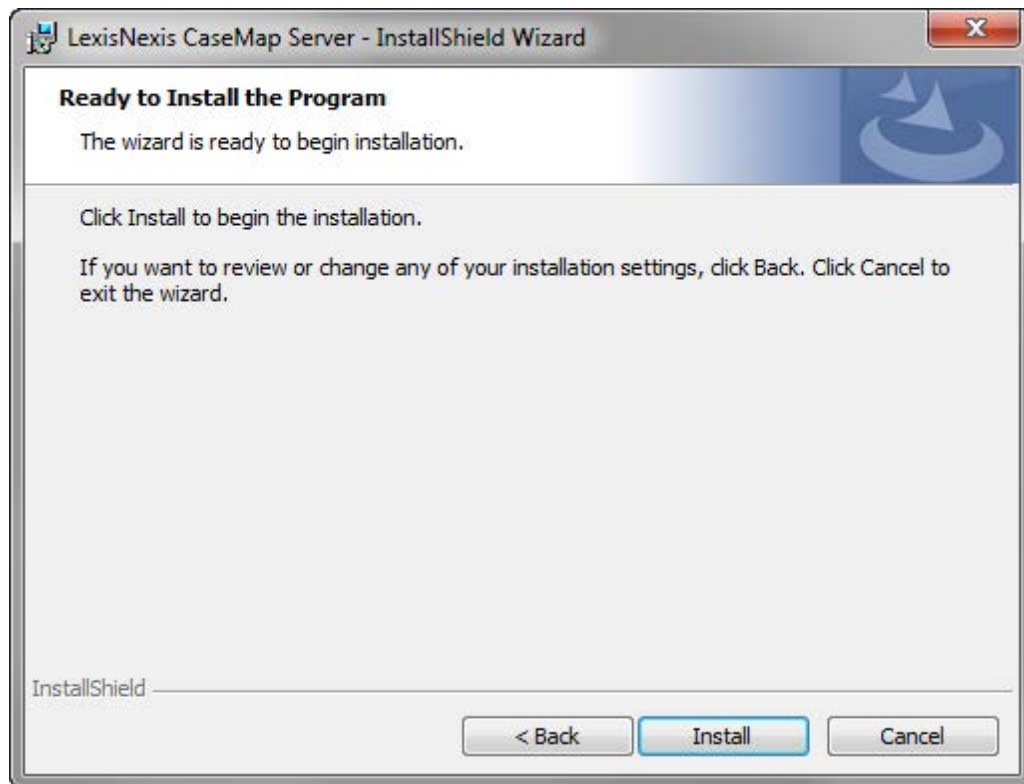 LexisNexis CaseMap Server - InstallShield Wizard
Ready to Install the Program
The wizard is ready to begin installation.
Click Install to begin the installation.
If you want to review or change any of your installation settings, click Back. Click Cancel to
exit the wizard.
InstallShield
< Back
Install
Cancel